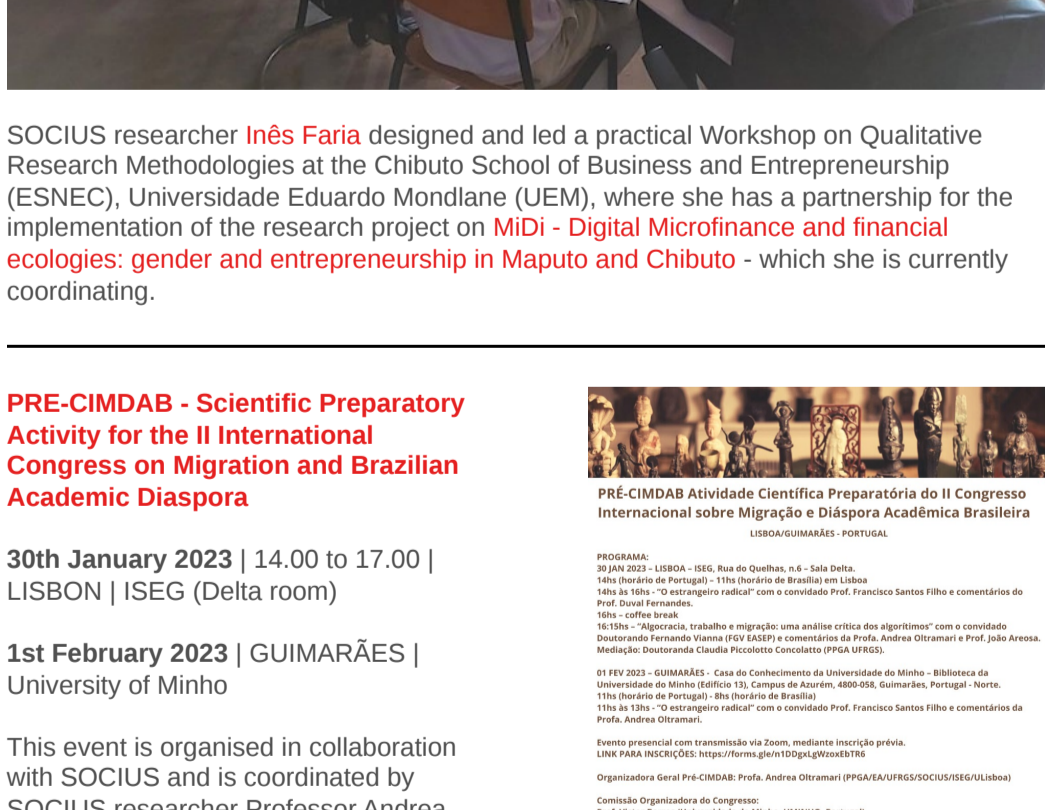 SOCIUS researcher Inês Faria designed and led a practical Workshop on Qualitative
Research Methodologies at the Chibuto School of Business and Entrepreneurship
(ESNEC), Universidade Eduardo Mondlane (UEM), where she has a partnership for the
implementation of the research project on MiDi - Digital Microfinance and financial
ecologies: gender and entrepreneurship in Maputo and Chibuto - which she is currently
coordinating.
PRE-CIMDAB - Scientific Preparatory
Activity for the II International
Congress on Migration and Brazilian
Academic Diaspora
30th January 2023 | 14.00 to 17.00 |
LISBON | ISEG (Delta room)
1st February 2023 | GUIMARÃES |
University of Minho
This event is organised in collaboration
with SOCIUS and is coordinated by
SOCIUS researcher Professor Andrea
PRÉ-CIMDAB Atividade Científica Preparatória do II Congresso
Internacional sobre Migração e Diáspora Acadêmica Brasileira
LISBOA/GUIMARÃES - PORTUGAL
PROGRAMA:
30 JAN 2023 – LISBOA – ISEG, Rua do Quelhas, n.6 – Sala Delta.
14hs (horário de Portugal) – 11hs (horário de Brasília) em Lisboa
14hs às 16hs - “O estrangeiro radical” com o convidado Prof. Francisco Santos Filho e comentários do
Prof. Duval Fernandes.
16hs – coffee break
16:15hs – “Algocracia, trabalho e migração: uma análise crítica dos algorítimos” com o convidado
Doutorando Fernando Vianna (FGV EASEP) e comentários da Profa. Andrea Oltramari e Prof. João Areosa.
Mediação: Doutoranda Claudia Piccolotto Concolatto (PPGA UFRGS).
01 FEV 2023 – GUIMARÃES - Casa do Conhecimento da Universidade do Minho – Biblioteca da
Universidade do Minho (Edifício 13), Campus de Azurém, 4800-058, Guimarães, Portugal - Norte.
11hs (horário de Portugal) - 8hs (horário de Brasília)
11hs às 13hs - “O estrangeiro radical” com o convidado Prof. Francisco Santos Filho e comentários da
Profa. Andrea Oltramari.
Evento presencial com transmissão via Zoom, mediante inscrição prévia.
LINK PARA INSCRIÇÕES: https://forms.gle/n1DDgxLgWzoxEbTR6
Organizadora Geral Pré-CIMDAB: Profa. Andrea Oltramari (PPGA/EA/UFRGS/SOCIUS/ISEG/ULisboa)
Comissão Organizadora do Congresso: